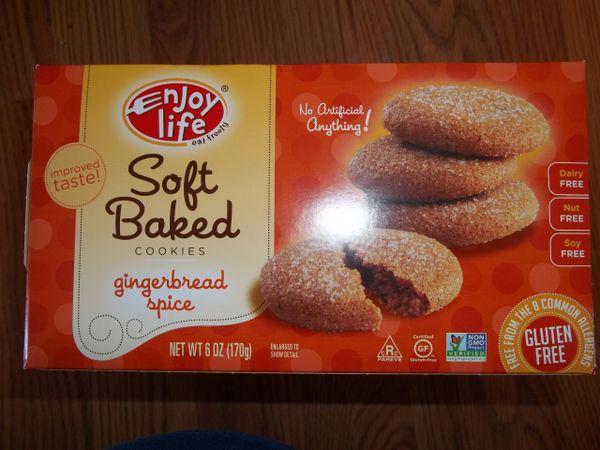 enjoy
life®
eat freely
improved
taste!
Soft
Baked
COOKIES
gingerbread
spice
NET WT 6 OZ (170g)
ENLARGED TO
SHOW DETAIL
No Artificial
Anything!
Dairy
FREE
Nut
FREE
Soy
FREE
R
PAREVE
Certified
GF
Gluten-Free
NON
GMO
Project
VERIFIED
FREE FROM THE 8 COMMON ALLERGENS
GLUTEN
FREE